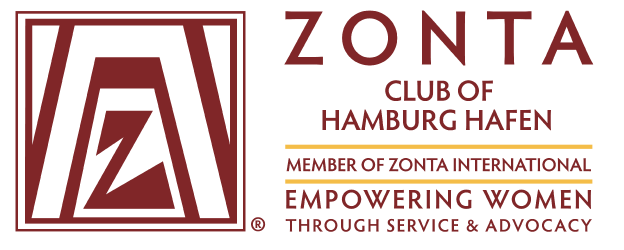 ZONTA
CLUB OF
HAMBURG HAFEN
MEMBER OF ZONTA INTERNATIONAL
EMPOWERING WOMEN
THROUGH SERVICE & ADVOCACY
®